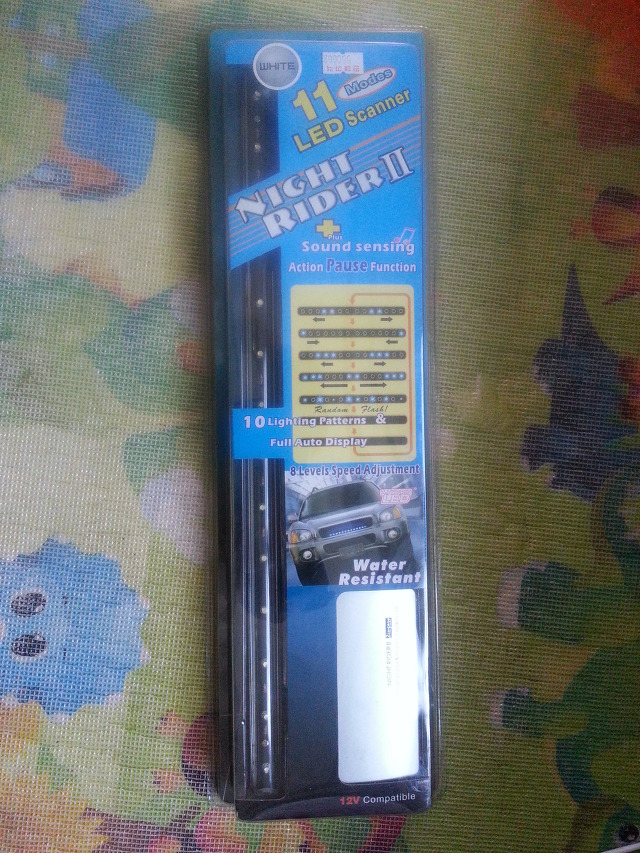 WHITE
11 Modes
LED Scanner
NIGHT
RIDER II
Plus
Sound sensing
Action Pause Function
Random Flash!
10 Lighting Patterns &
Full Auto Display
8 Levels Speed Adjustment
Water
Resistant
12V Compatible